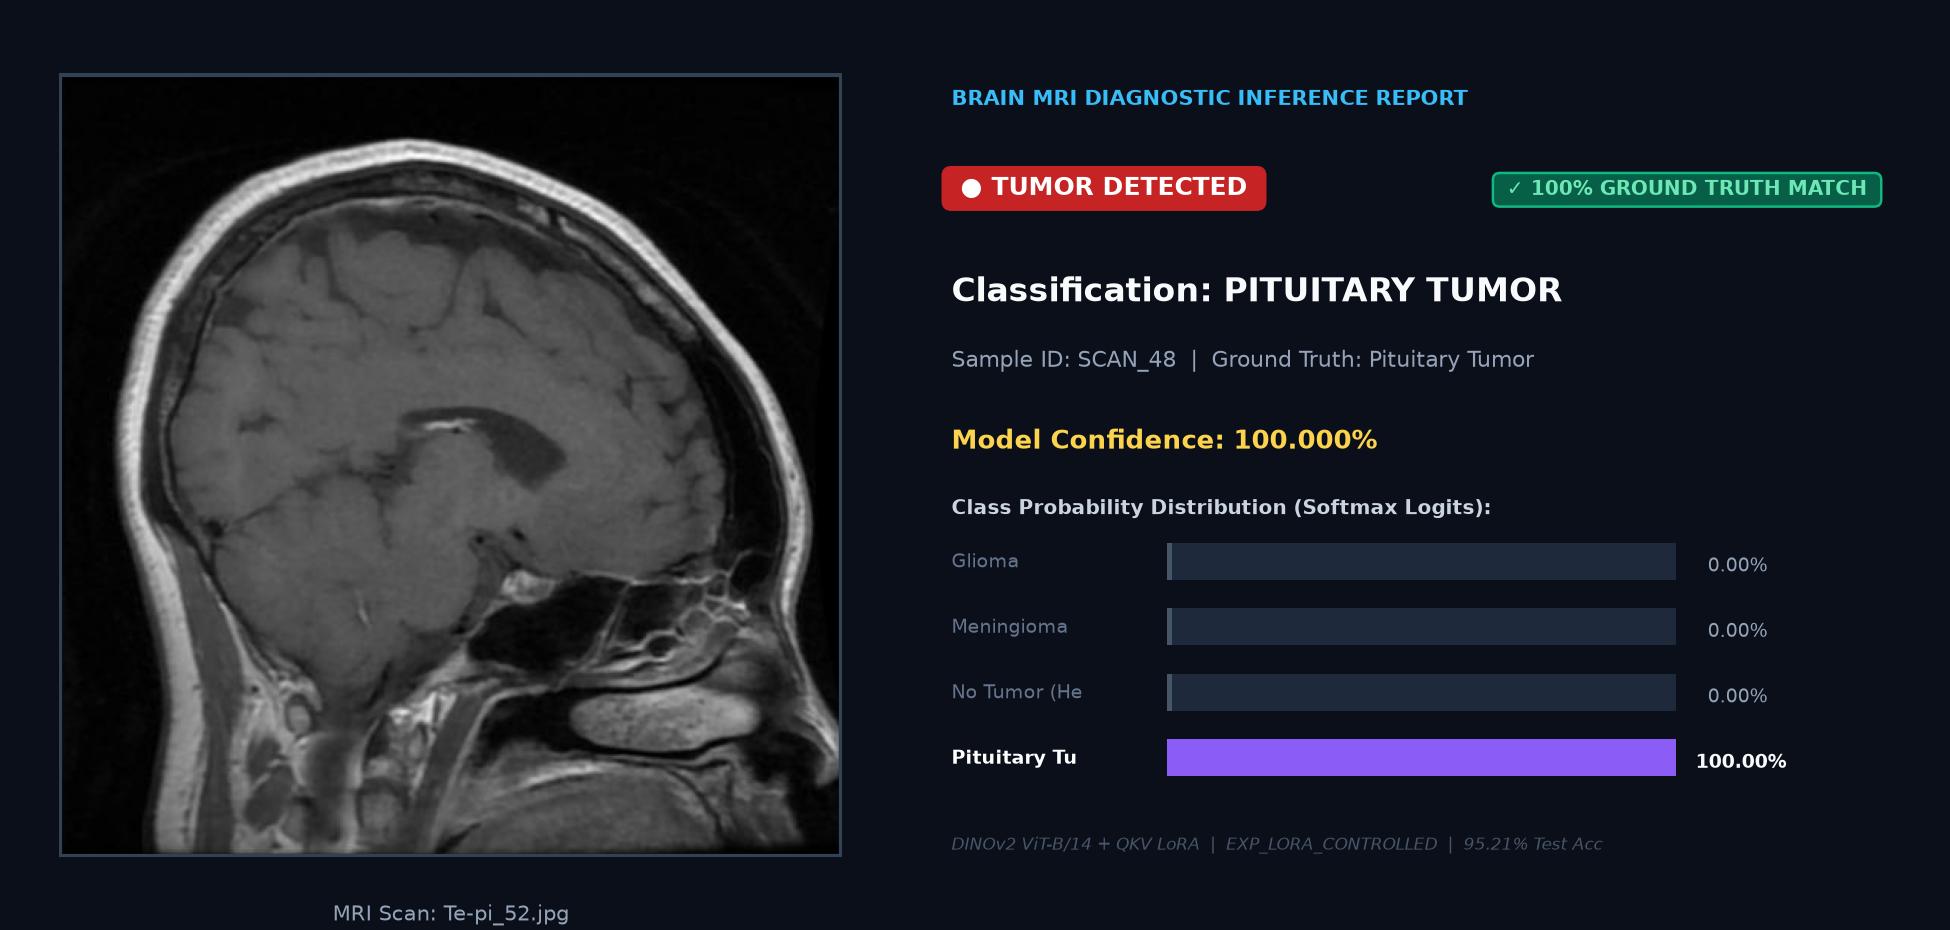 BRAIN MRI DIAGNOSTIC INFERENCE REPORT
● TUMOR DETECTED
✓ 100% GROUND TRUTH MATCH
Classification: PITUITARY TUMOR
Sample ID: SCAN_48 | Ground Truth: Pituitary Tumor
Model Confidence: 100.000%
Class Probability Distribution (Softmax Logits):
Glioma 0.00%
Meningioma 0.00%
No Tumor (He 0.00%
Pituitary Tu 100.00%
DINOv2 ViT-B/14 + QKV LoRA | EXP_LORA_CONTROLLED | 95.21% Test Acc
MRI Scan: Te-pi_52.jpg